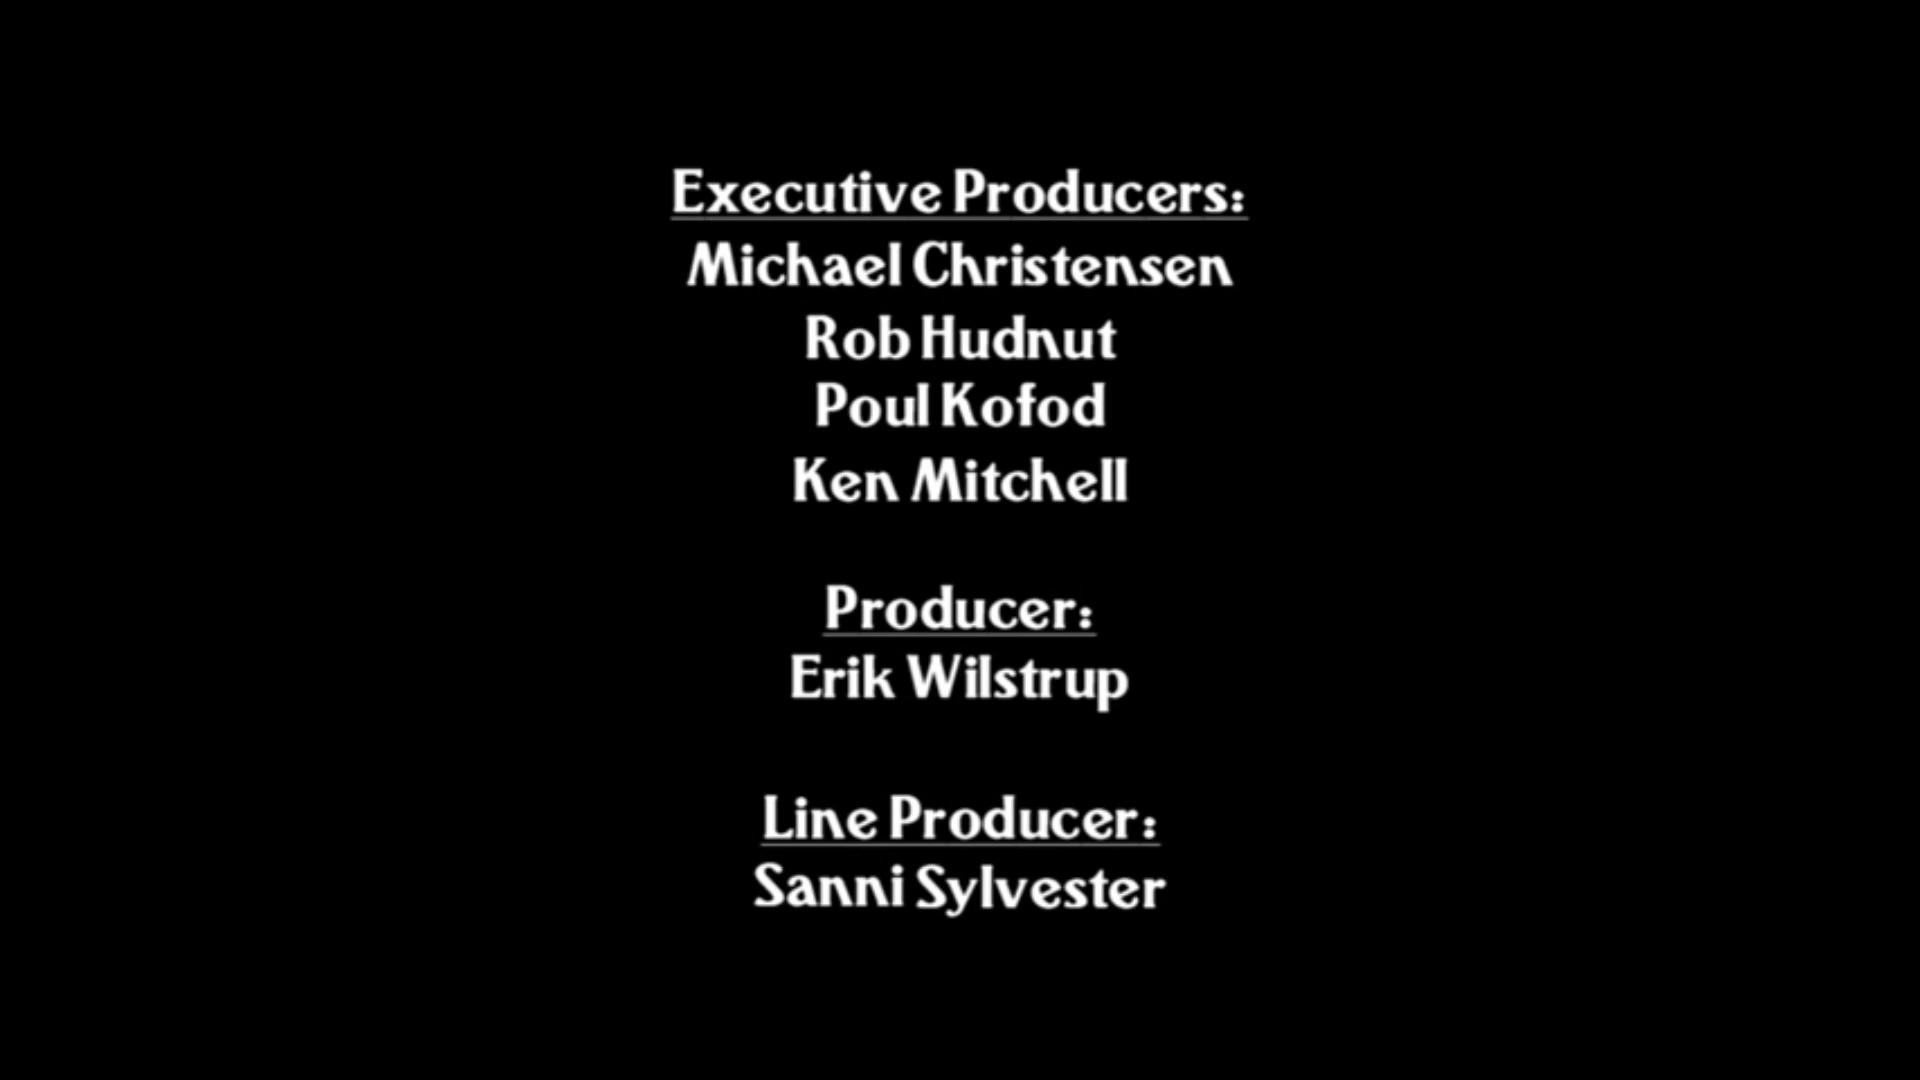 Executive Producers:
Michael Christensen
Rob Hudnut
Poul Kofod
Ken Mitchell
Producer:
Erik Wilstrup
Line Producer:
Sanni Sylvester